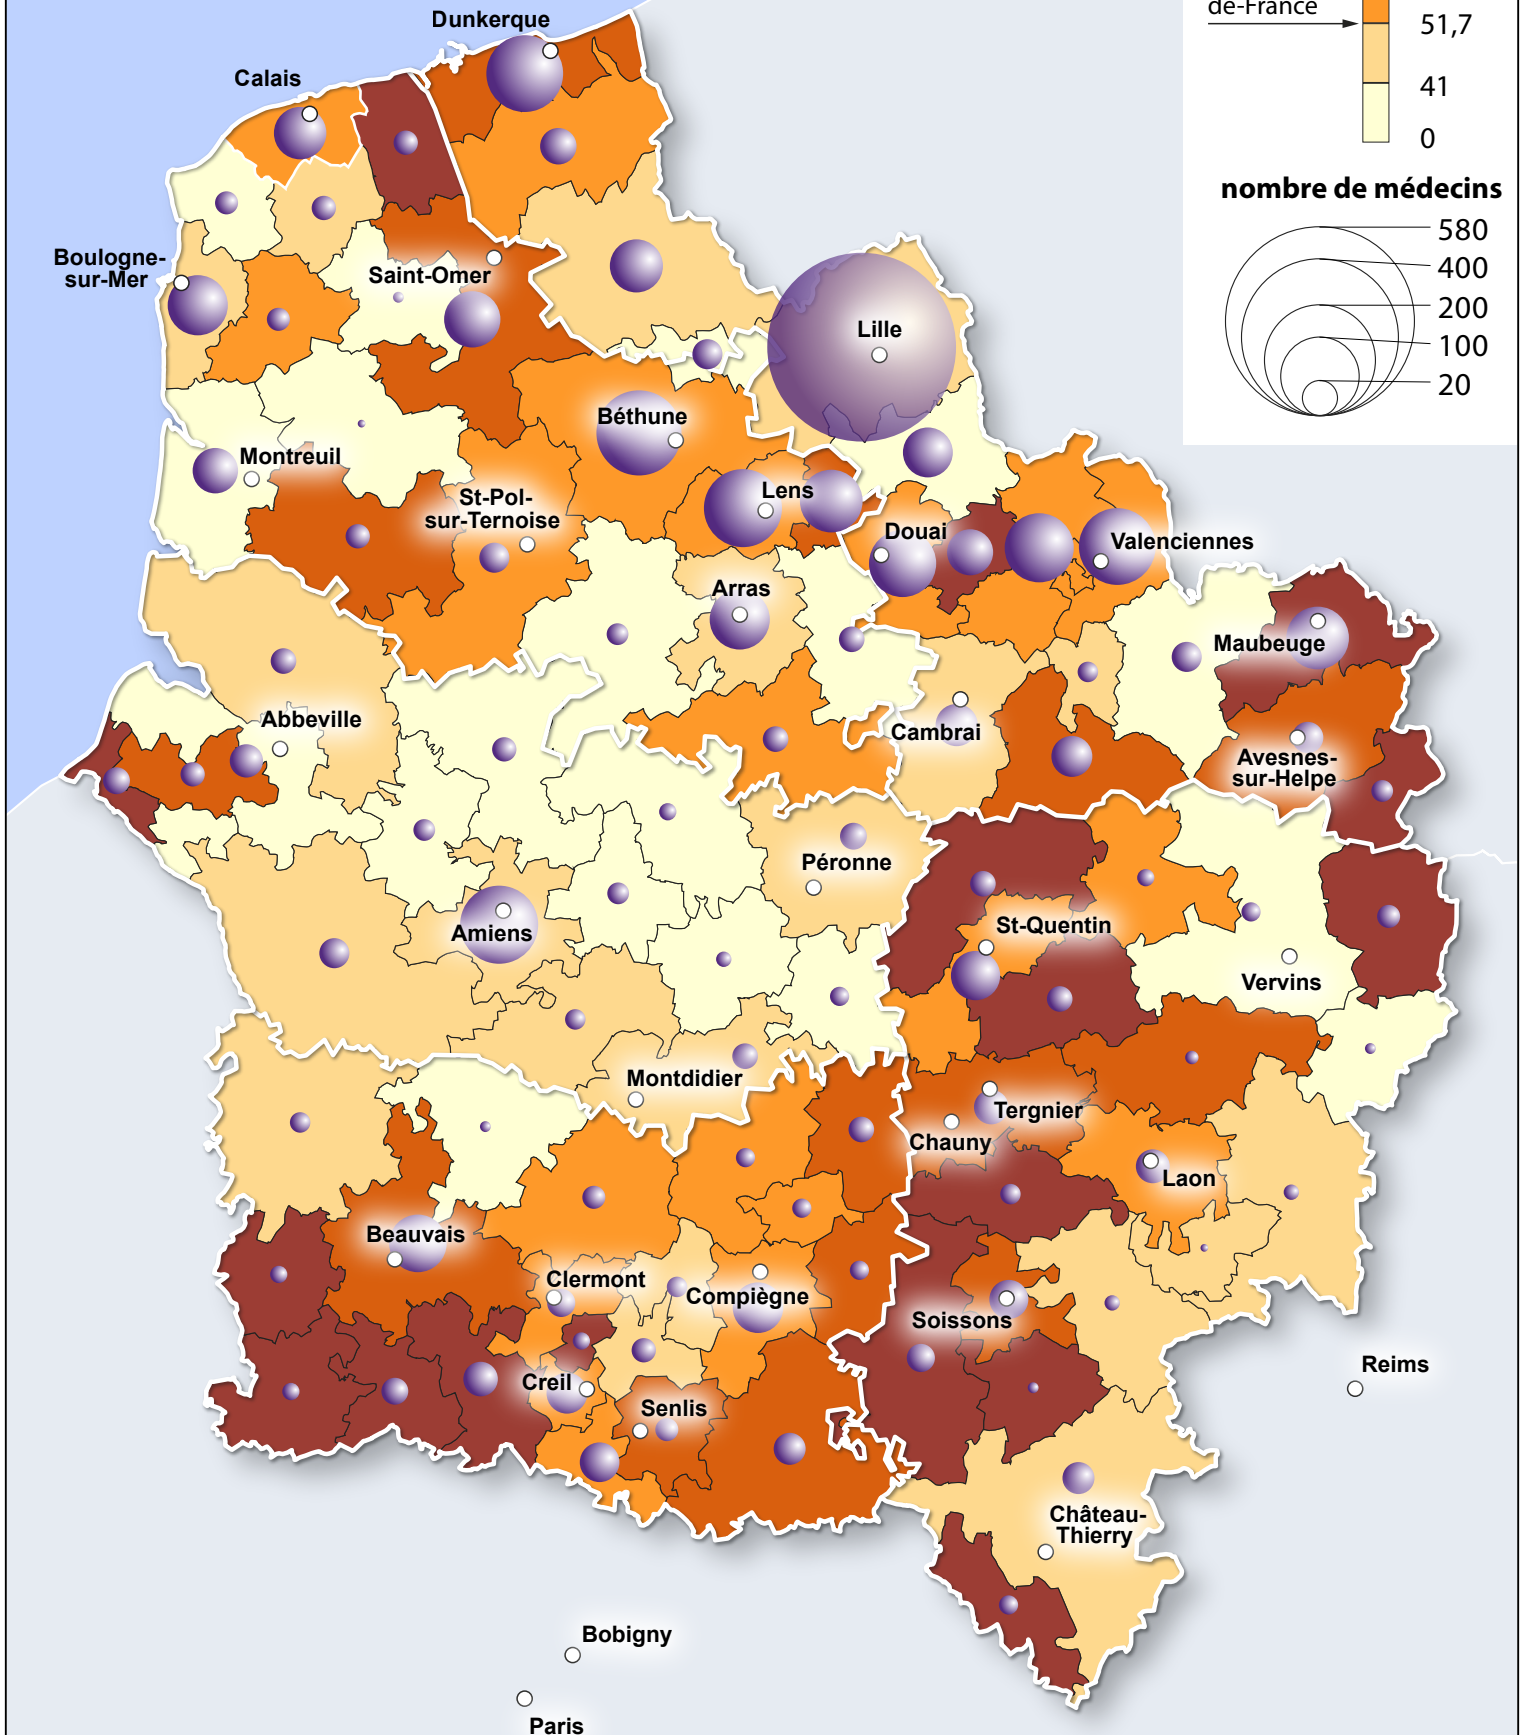 de-France
51,7
41
0
nombre de médecins
580
400
200
100
20
Dunkerque
Calais
Boulogne-
sur-Mer
Saint-Omer
Lille
Béthune
Montreuil
St-Pol-
sur-Ternoise
Lens
Douai
Valenciennes
Arras
Maubeuge
Abbeville
Cambrai
Avesnes-
sur-Helpe
Péronne
Amiens
St-Quentin
Vervins
Montdidier
Tergnier
Chauny
Laon
Beauvais
Clermont
Compiègne
Soissons
Creil
Senlis
Reims
Château-
Thierry
Bobigny
Paris